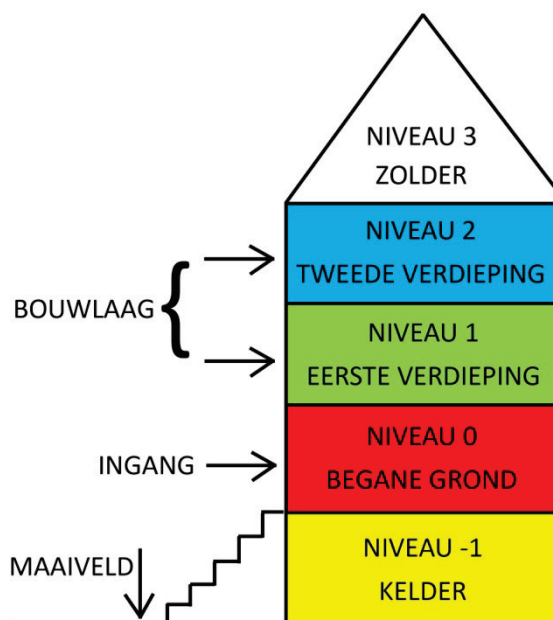 NIVEAU 3
ZOLDER
NIVEAU 2
TWEEDE VERDIEPING
BOUWLAAG
NIVEAU 1
EERSTE VERDIEPING
INGANG
NIVEAU 0
BEGANE GROND
MAAIVELD
NIVEAU -1
KELDER